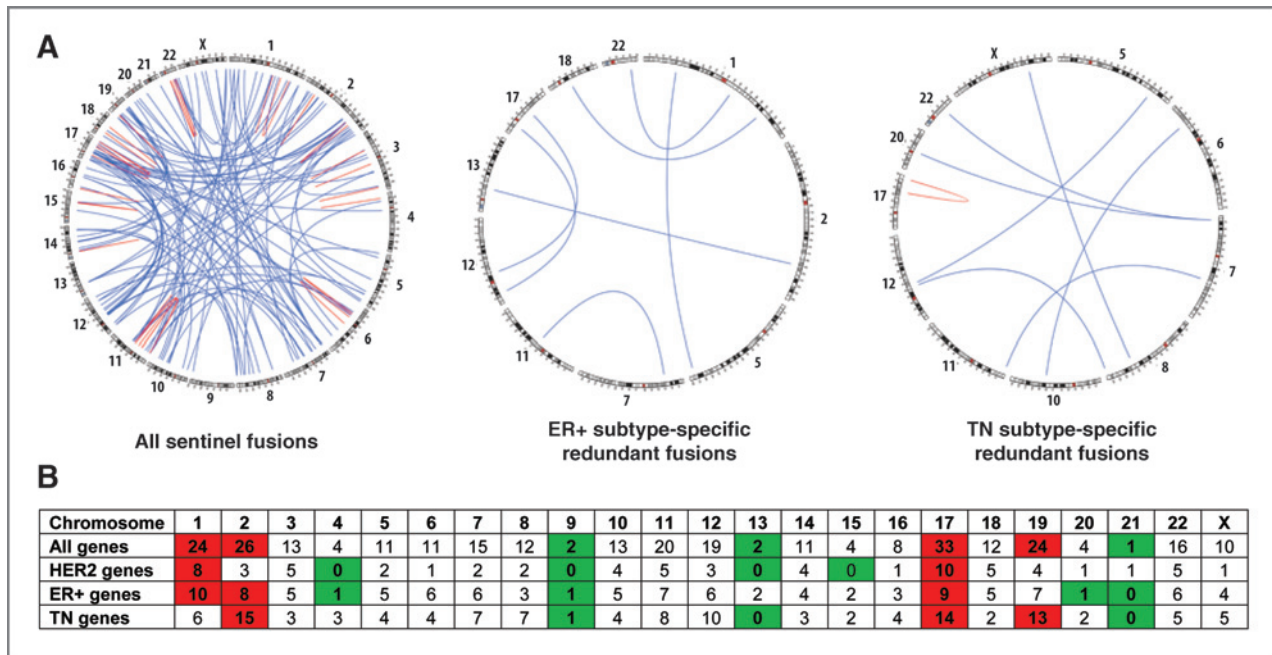 A
X 1 2 3 4 5 6 7 8 9 10 11 12 13 14 15 16 17 18 19 20 21 22
22 1 2 5 7 11 12 13 17 18
X 5 6 7 8 10 11 12 17 20 22
All sentinel fusions
ER+ subtype-specific
redundant fusions
TN subtype-specific
redundant fusions
B
Chromosome 1 2 3 4 5 6 7 8 9 10 11 12 13 14 15 16 17 18 19 20 21 22 X
All genes 24 26 13 4 11 11 15 12 2 13 20 19 2 11 4 8 33 12 24 4 1 16 10
HER2 genes 8 3 5 0 2 1 2 2 0 4 5 3 0 4 0 1 10 5 4 1 1 5 1
ER+ genes 10 8 5 1 5 6 6 3 1 5 7 6 2 4 2 3 9 5 7 1 0 6 4
TN genes 6 15 3 3 4 4 7 7 1 4 8 10 0 3 2 4 14 2 13 2 0 5 5